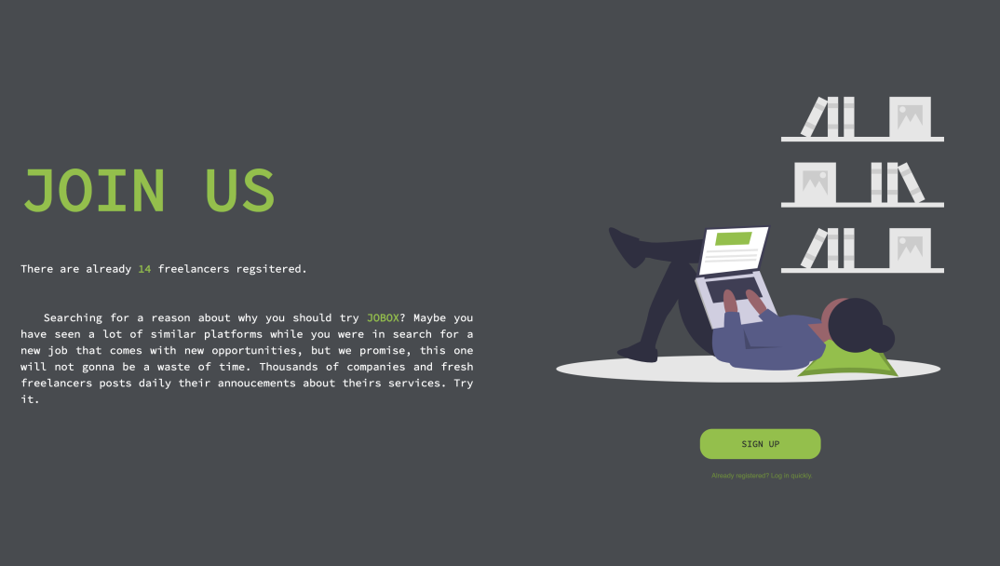 JOIN US
There are already 14 freelancers regsitered.
Searching for a reason about why you should try JOBOX? Maybe you
have seen a lot of similar platforms while you were in search for a
new job that comes with new opportunities, but we promise, this one
will not gonna be a waste of time. Thousands of companies and fresh
freelancers posts daily their annoucements about theirs services. Try
it.
SIGN UP
Already registered? Log in quickly.